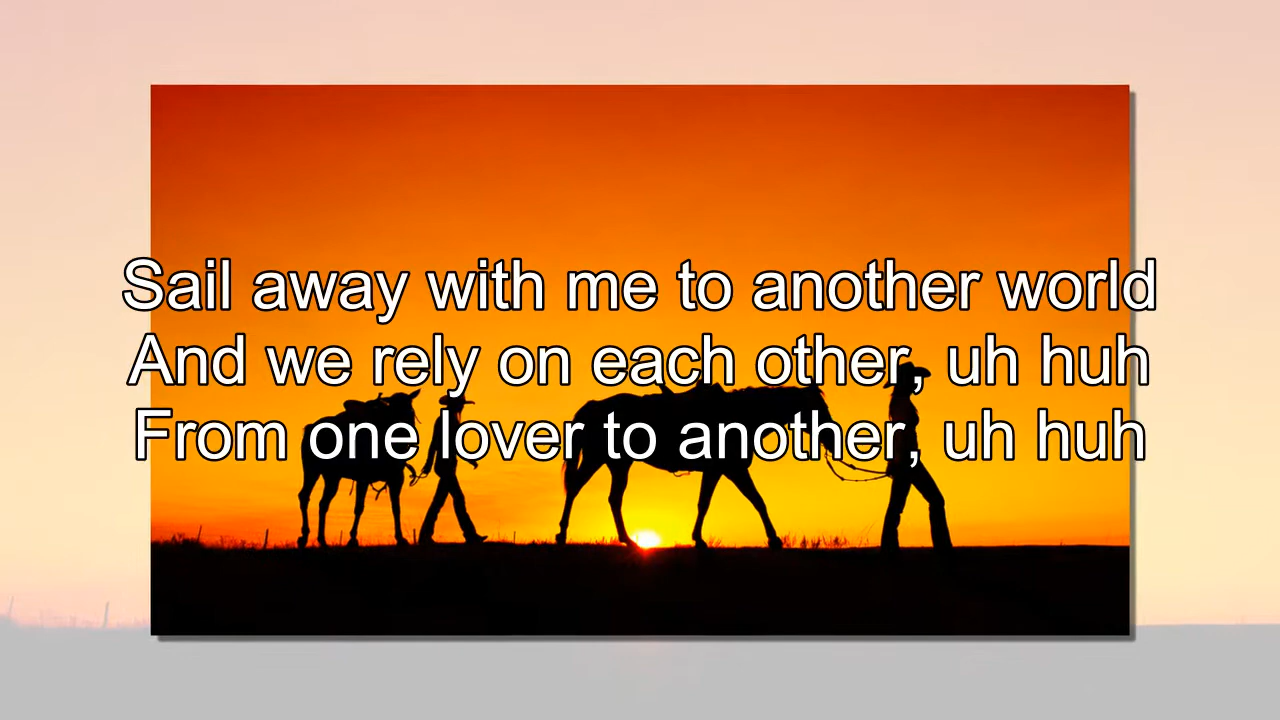 Sail away with me to another world
And we rely on each other, uh huh
From one lover to another, uh huh